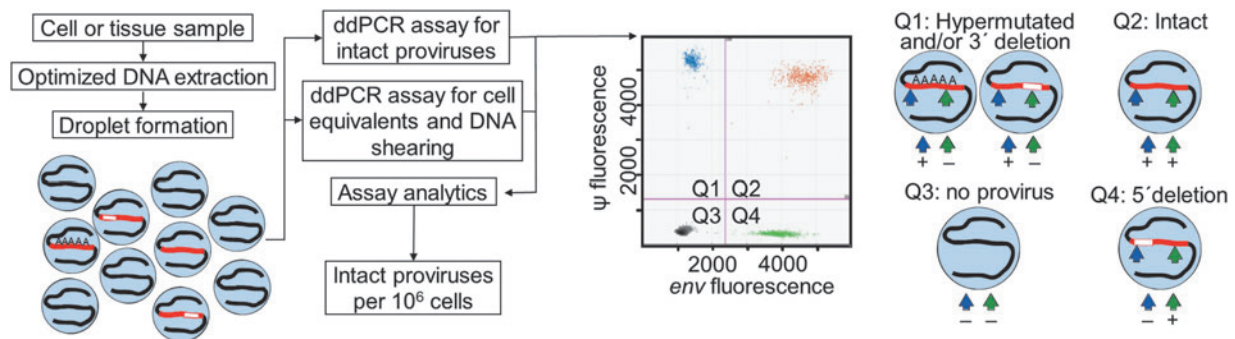 Cell or tissue sample
Optimized DNA extraction
Droplet formation
AAAAA
ddPCR assay for
intact proviruses
ddPCR assay for cell
equivalents and DNA
shearing
Assay analytics
Intact proviruses
per 10⁶ cells
ψ fluorescence
4000
2000
Q1 Q2
Q3 Q4
2000 4000
env fluorescence
Q1: Hypermutated
and/or 3´ deletion
AAAAA
+ – + –
Q2: Intact
+ +
Q3: no provirus
– –
Q4: 5´deletion
– +